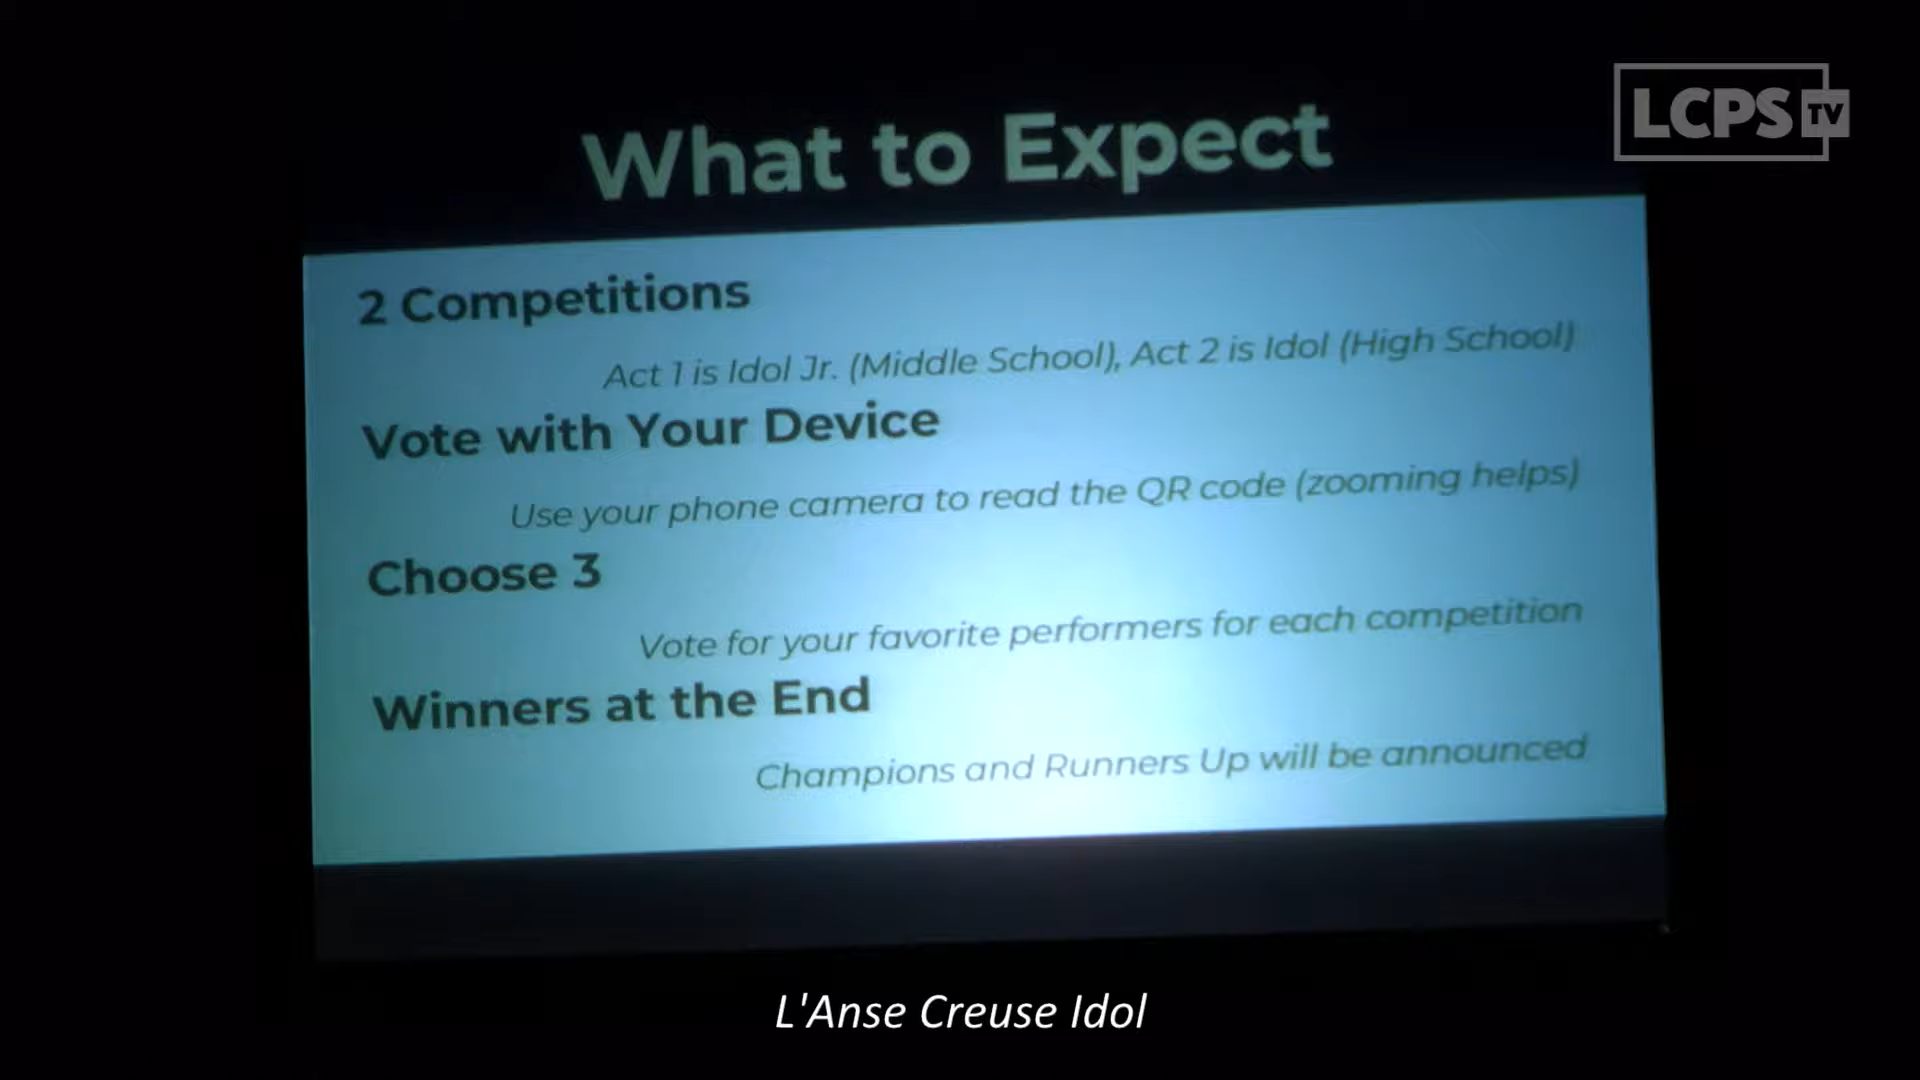 LCPS TV
What to Expect
2 Competitions
Act 1 is Idol Jr. (Middle School), Act 2 is Idol (High School)
Vote with Your Device
Use your phone camera to read the QR code (zooming helps)
Choose 3
Vote for your favorite performers for each competition
Winners at the End
Champions and Runners Up will be announced
L'Anse Creuse Idol